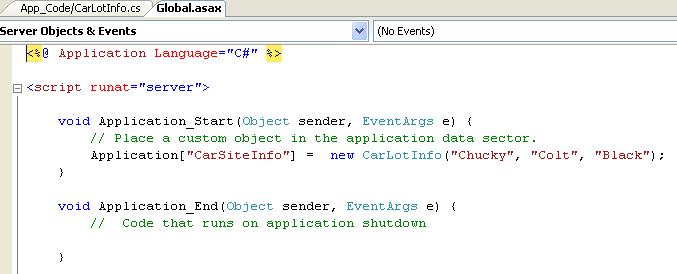 App_Code/CarLotInfo.cs Global.asax
Server Objects & Events (No Events)
<%@ Application Language="C#" %>
<script runat="server">
void Application_Start(Object sender, EventArgs e) {
// Place a custom object in the application data sector.
Application["CarSiteInfo"] = new CarLotInfo("Chucky", "Colt", "Black");
}
void Application_End(Object sender, EventArgs e) {
// Code that runs on application shutdown
}